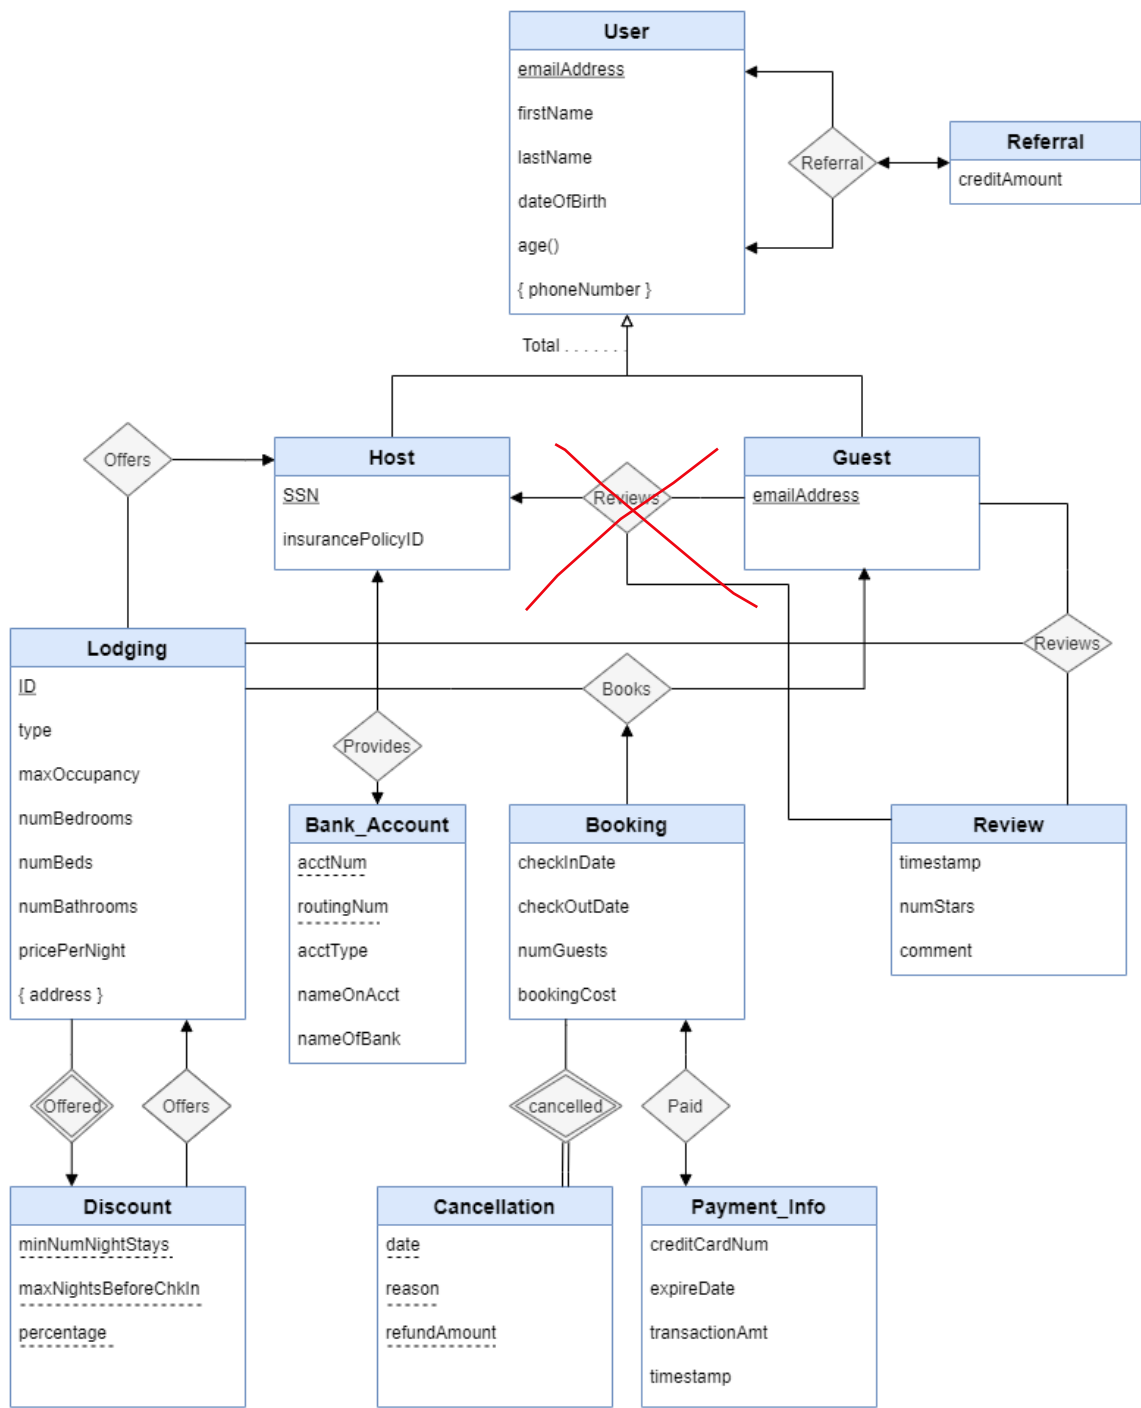 User
emailAddress
firstName
lastName
dateOfBirth
age()
{ phoneNumber }
Referral
Referral
creditAmount
Total
Offers
Host
SSN
insurancePolicyID
Reviews
Guest
emailAddress
Reviews
Lodging
ID
type
maxOccupancy
numBedrooms
numBeds
numBathrooms
pricePerNight
{ address }
Books
Provides
Bank_Account
acctNum
routingNum
acctType
nameOnAcct
nameOfBank
Booking
checkInDate
checkOutDate
numGuests
bookingCost
Review
timestamp
numStars
comment
Offered
Offers
cancelled
Paid
Discount
minNumNightStays
maxNightsBeforeChkIn
percentage
Cancellation
date
reason
refundAmount
Payment_Info
creditCardNum
expireDate
transactionAmt
timestamp